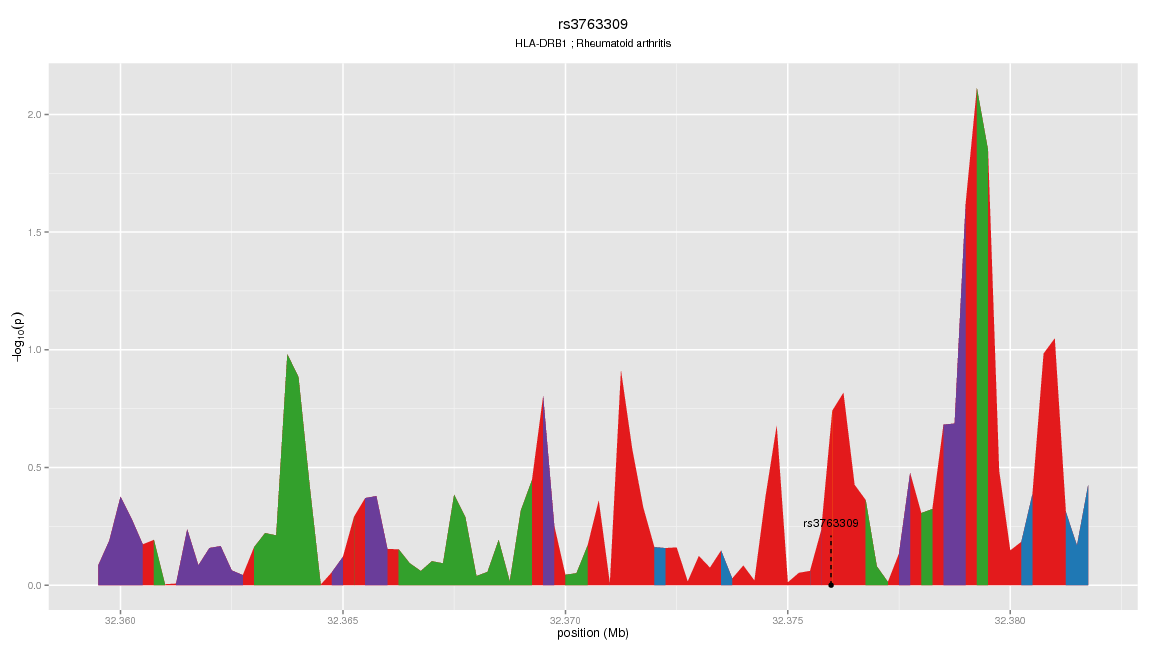 rs3763309
HLA-DRB1 ; Rheumatoid arthritis
-log10(p)
2.0
1.5
1.0
0.5
0.0
rs3763309
32.360 32.365 32.370 32.375 32.380
position (Mb)